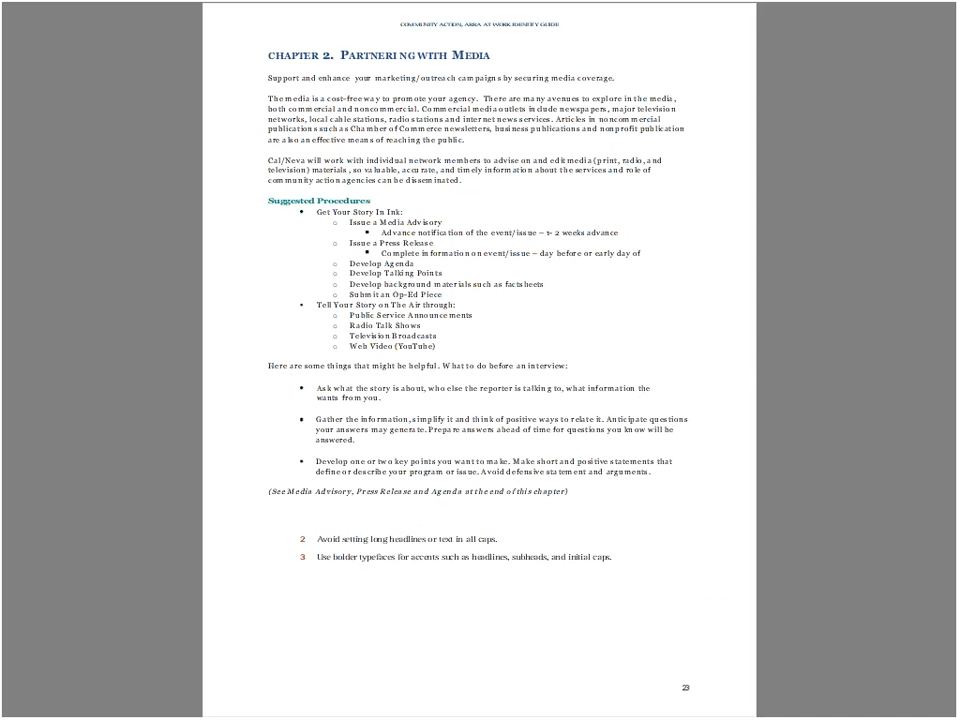 COMMUNITY ACTION, ARRA AT WORK IDENTITY GUIDE
CHAPTER 2. PARTNERING WITH MEDIA
Support and enhance your marketing/outreach campaigns by securing media coverage.
The media is a cost-free way to promote your agency. There are many avenues to explore in the media,
both commercial and noncommercial. Commercial media outlets include newspapers, major television
networks, local cable stations, radio stations and internet news services. Articles in noncommercial
publications such as Chamber of Commerce newsletters, business publications and nonprofit publication
are also an effective means of reaching the public.
Cal/Neva will work with individual network members to advise on and edit media (print, radio, and
television) materials, so valuable, accurate, and timely information about the services and role of
community action agencies can be disseminated.
Suggested Procedures
• Get Your Story In Ink:
o Issue a Media Advisory
▪ Advance notification of the event/issue – 1- 2 weeks advance
o Issue a Press Release
▪ Complete information on event/issue – day before or early day of
o Develop Agenda
o Develop Talking Points
o Develop background materials such as factsheets
o Submit an Op-Ed Piece
• Tell Your Story on The Air through:
o Public Service Announcements
o Radio Talk Shows
o Television Broadcasts
o Web Video (YouTube)
Here are some things that might be helpful. What to do before an interview:
• Ask what the story is about, who else the reporter is talking to, what information the
wants from you.
• Gather the information, simplify it and think of positive ways to relate it. Anticipate questions
your answers may generate. Prepare answers ahead of time for questions you know will be
answered.
• Develop one or two key points you want to make. Make short and positive statements that
define or describe your program or issue. Avoid defensive statement and arguments.
(See Media Advisory, Press Release and Agenda at the end of this chapter)
2 Avoid setting long headlines or text in all caps.
3 Use bolder typefaces for accents such as headlines, subheads, and initial caps.
23